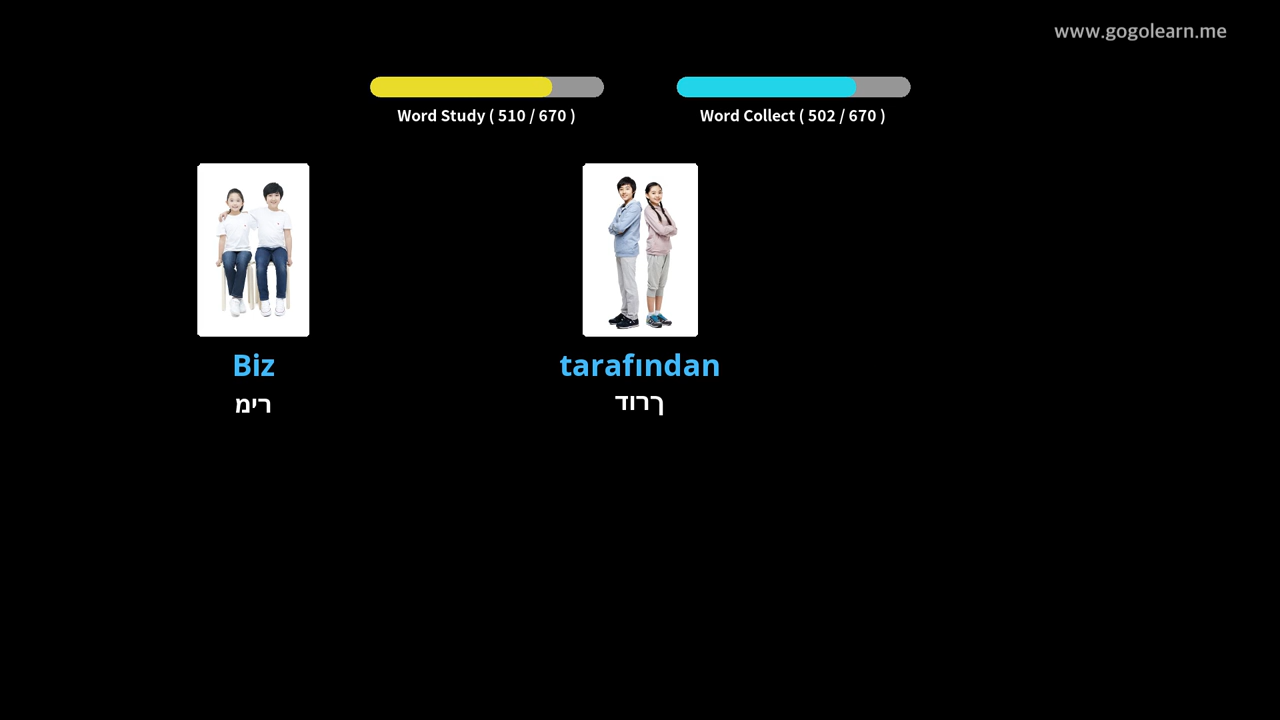 www.gogolearn.me
Word Study ( 510 / 670 )
Word Collect ( 502 / 670 )
Biz
רימ
tarafından
ךרוד